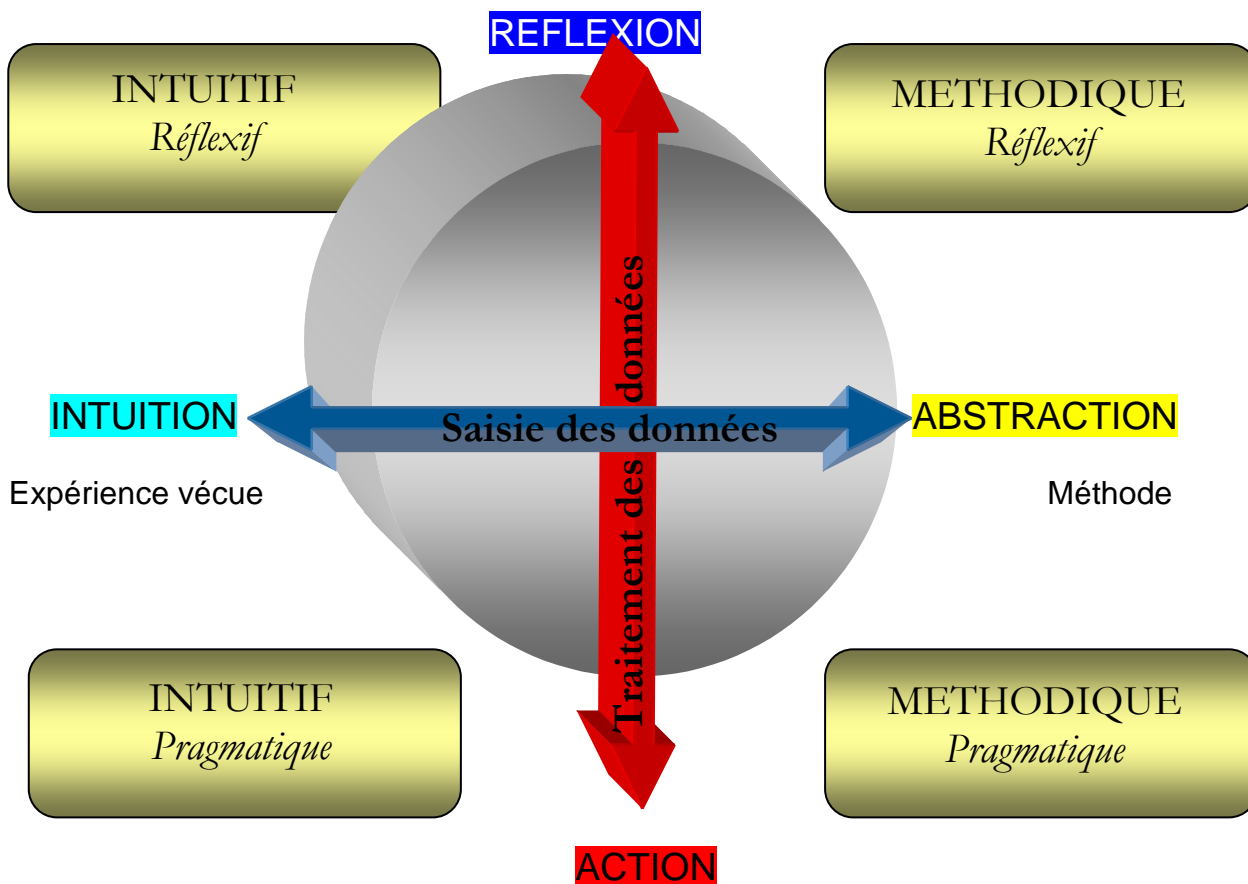 REFLEXION
INTUITIF
Réflexif
METHODIQUE
Réflexif
Traitement des données
INTUITION
Saisie des données
ABSTRACTION
Expérience vécue
Méthode
INTUITIF
Pragmatique
METHODIQUE
Pragmatique
ACTION